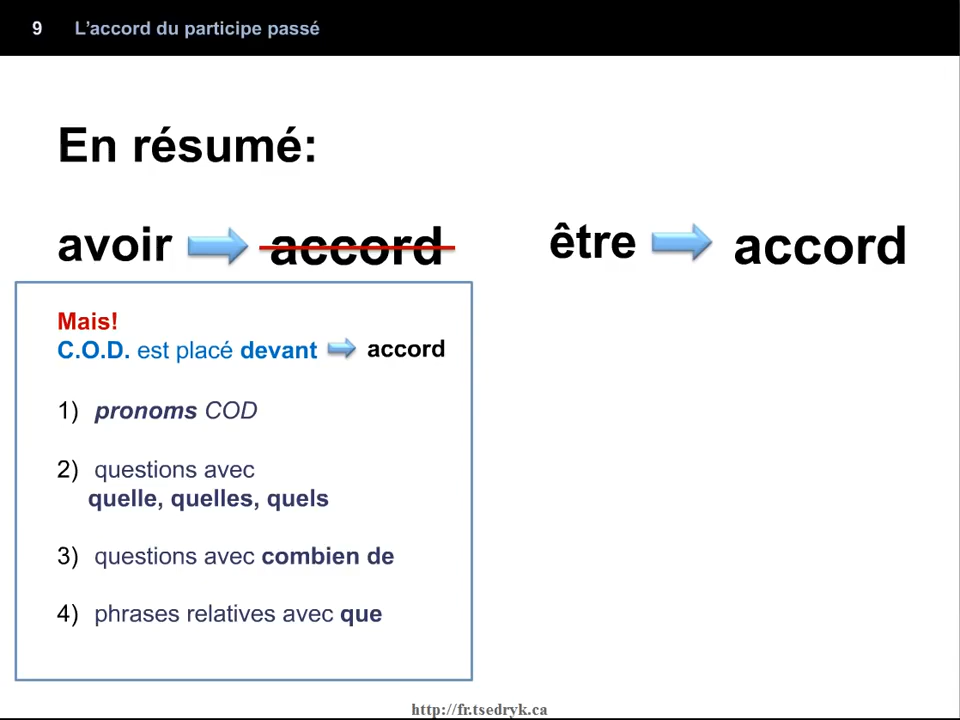 9 L'accord du participe passé
En résumé:
avoir accord
être accord
Mais!
C.O.D. est placé devant accord
1) pronoms COD
2) questions avec
quelle, quelles, quels
3) questions avec combien de
4) phrases relatives avec que
http://fr.tsedryk.ca